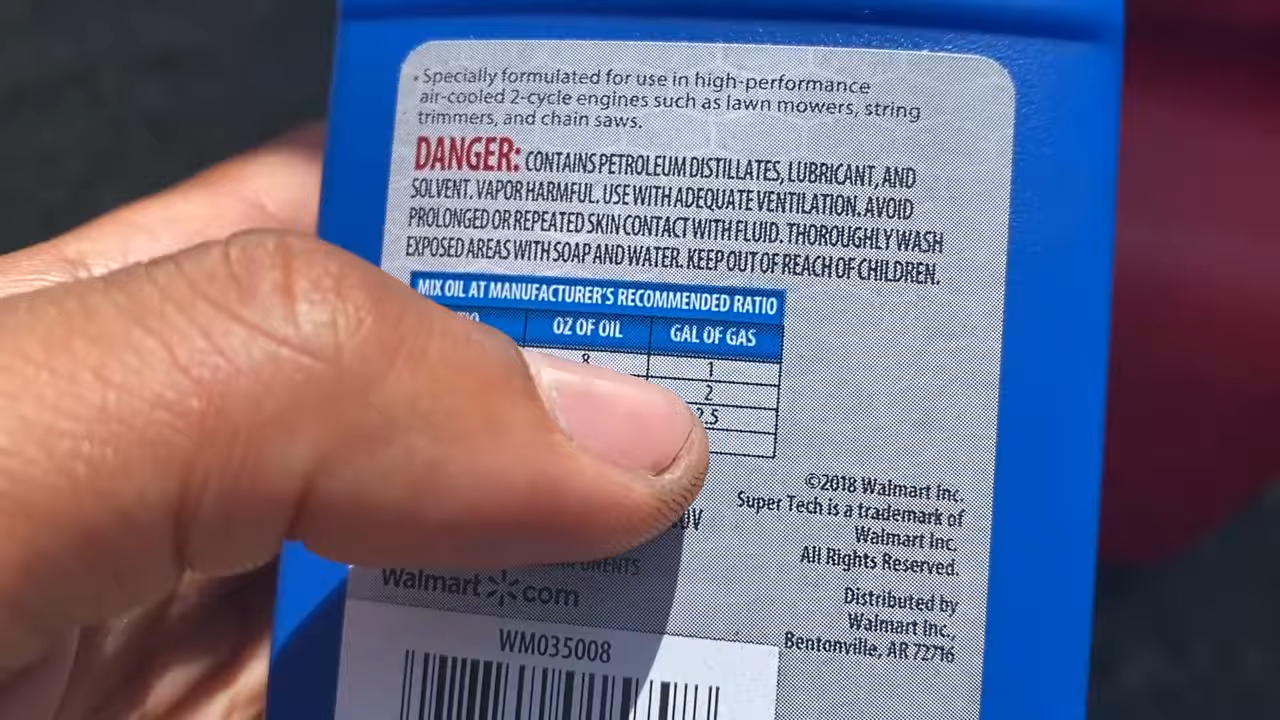 • Specially formulated for use in high-performance
air-cooled 2-cycle engines such as lawn mowers, string
trimmers, and chain saws.
DANGER: CONTAINS PETROLEUM DISTILLATES, LUBRICANT, AND
SOLVENT. VAPOR HARMFUL. USE WITH ADEQUATE VENTILATION. AVOID
PROLONGED OR REPEATED SKIN CONTACT WITH FLUID. THOROUGHLY WASH
EXPOSED AREAS WITH SOAP AND WATER. KEEP OUT OF REACH OF CHILDREN.
MIX OIL AT MANUFACTURER'S RECOMMENDED RATIO
OZ OF OIL GAL OF GAS
8 1
2
2.5
©2018 Walmart Inc.
Super Tech is a trademark of
Walmart Inc.
All Rights Reserved.
Distributed by
Walmart Inc.,
Bentonville, AR 72716
Walmart com
WM035008